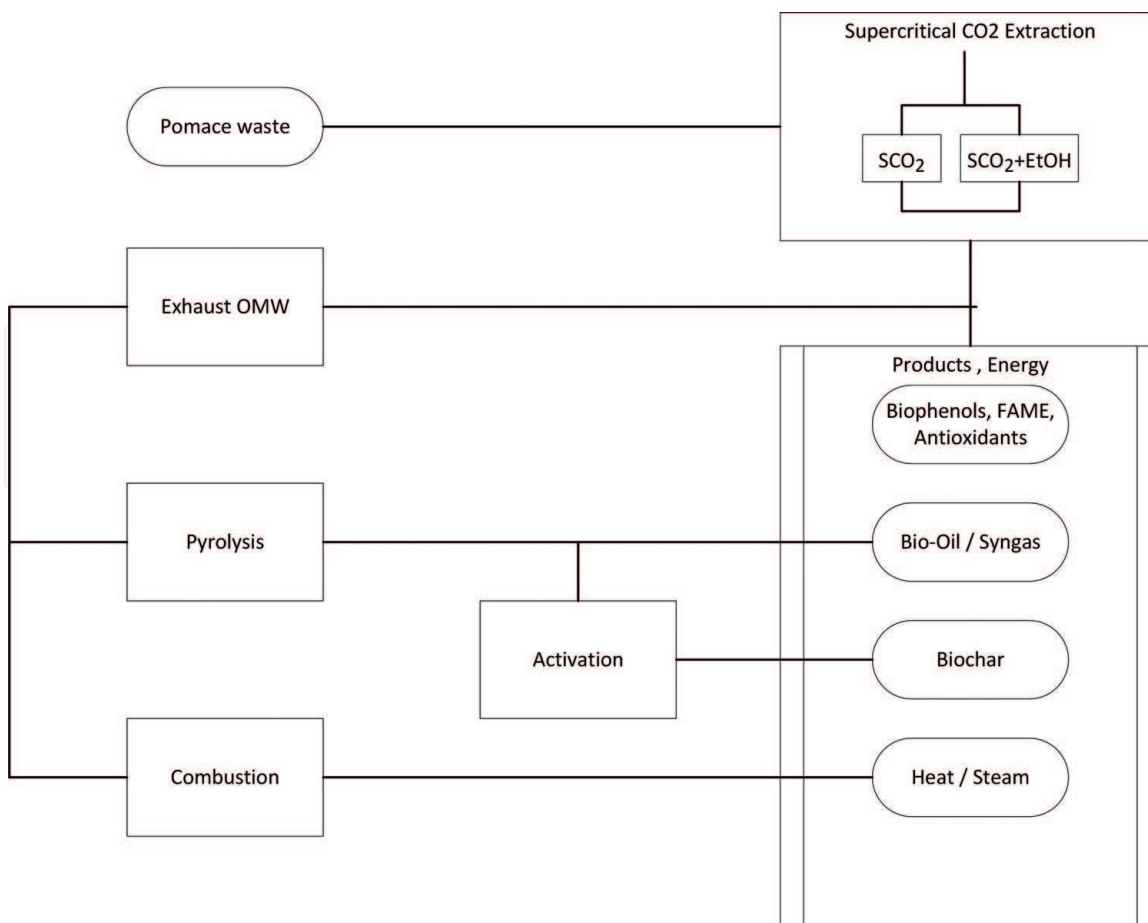 Supercritical CO2 Extraction
Pomace waste
SCO₂
SCO₂+EtOH
Exhaust OMW
Products , Energy
Biophenols, FAME,
Antioxidants
Pyrolysis
Bio-Oil / Syngas
Activation
Biochar
Combustion
Heat / Steam